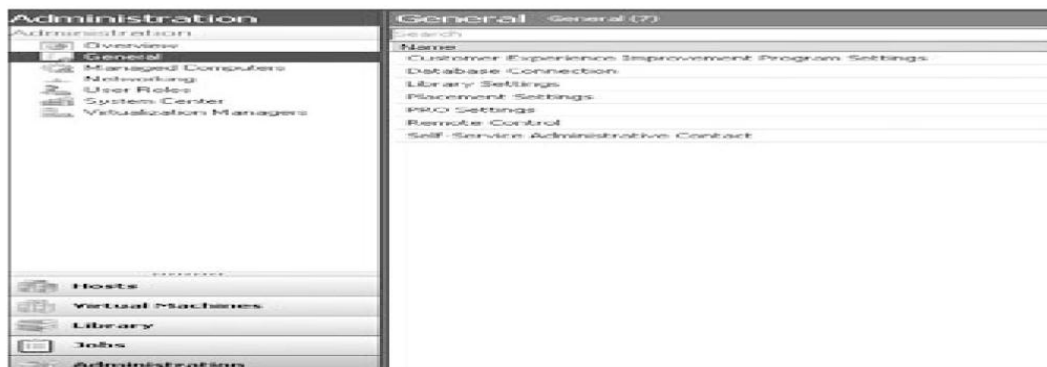 Administration
Administration
Overview
General
Managed Computers
Networking
User Roles
System Center
Virtualization Managers
Hosts
Virtual Machines
Library
Jobs
Administration
General General (7)
Search
Name
Customer Experience Improvement Program Settings
Database Connection
Library Settings
Placement Settings
PRO Settings
Remote Control
Self-Service Administrative Contact